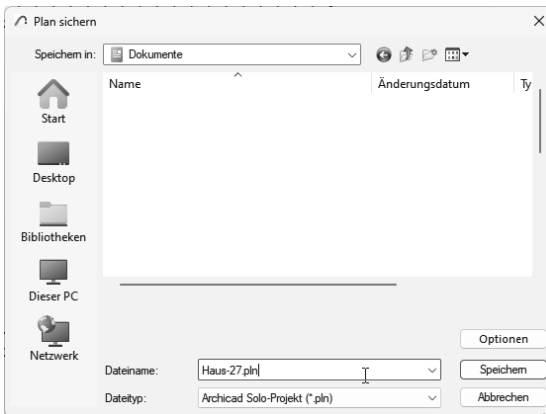 Plan sichern
Speichern in: Dokumente
Name Änderungsdatum Ty
Start
Desktop
Bibliotheken
Dieser PC
Netzwerk
Optionen
Dateiname: Haus-27.pln Speichern
Dateityp: Archicad Solo-Projekt (*.pln) Abbrechen